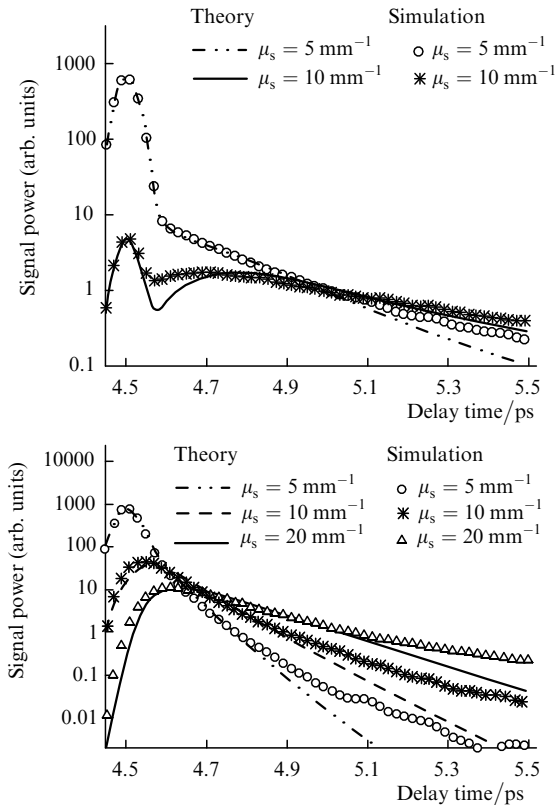 Theory Simulation
μs = 5 mm−1 μs = 5 mm−1
μs = 10 mm−1 μs = 10 mm−1
Signal power (arb. units)
1000
100
10
1
0.1
4.5 4.7 4.9 5.1 5.3 5.5
Delay time/ps
Theory Simulation
μs = 5 mm−1 μs = 5 mm−1
μs = 10 mm−1 μs = 10 mm−1
μs = 20 mm−1 μs = 20 mm−1
Signal power (arb. units)
10000
1000
100
10
1
0.1
0.01
4.5 4.7 4.9 5.1 5.3 5.5
Delay time/ps